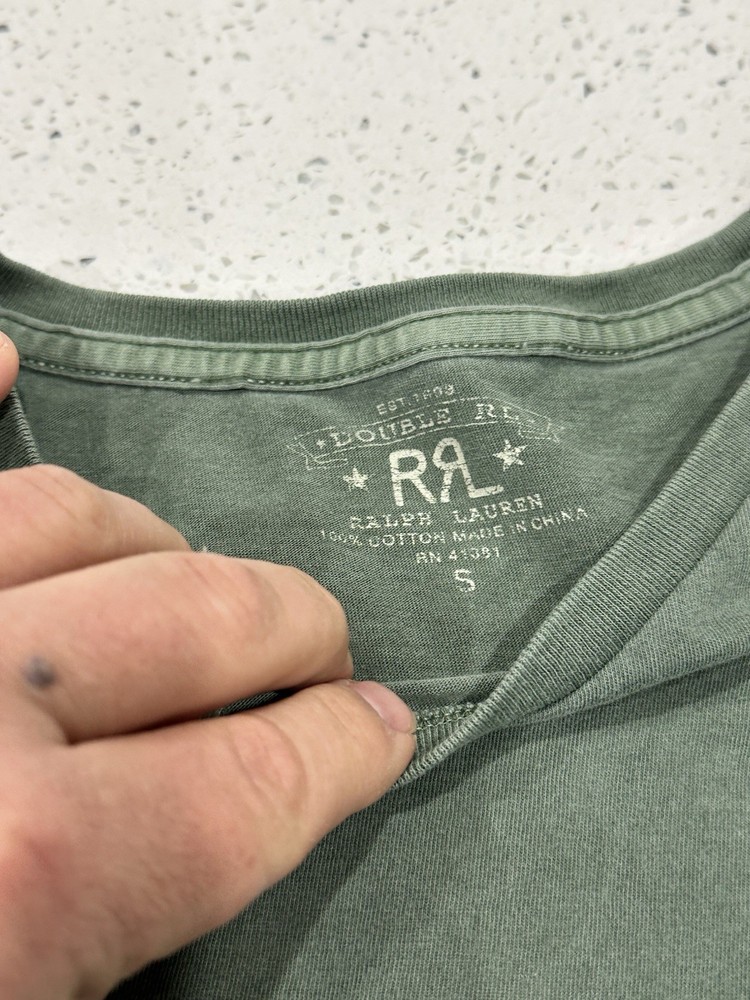 EST. 1993
DOUBLE RL
RRL
RALPH LAUREN
100% COTTON MADE IN CHINA
RN 41381
S